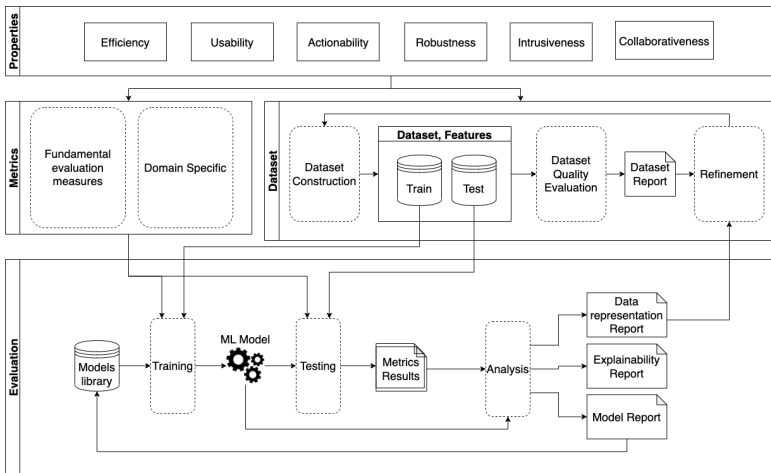 Properties
Efficiency
Usability
Actionability
Robustness
Intrusiveness
Collaborativeness
Metrics
Fundamental
evaluation
measures
Domain Specific
Dataset
Dataset
Construction
Dataset, Features
Train
Test
Dataset
Quality
Evaluation
Dataset
Report
Refinement
Evaluation
Models
library
Training
ML Model
Testing
Metrics
Results
Analysis
Data
representation
Report
Explainability
Report
Model Report